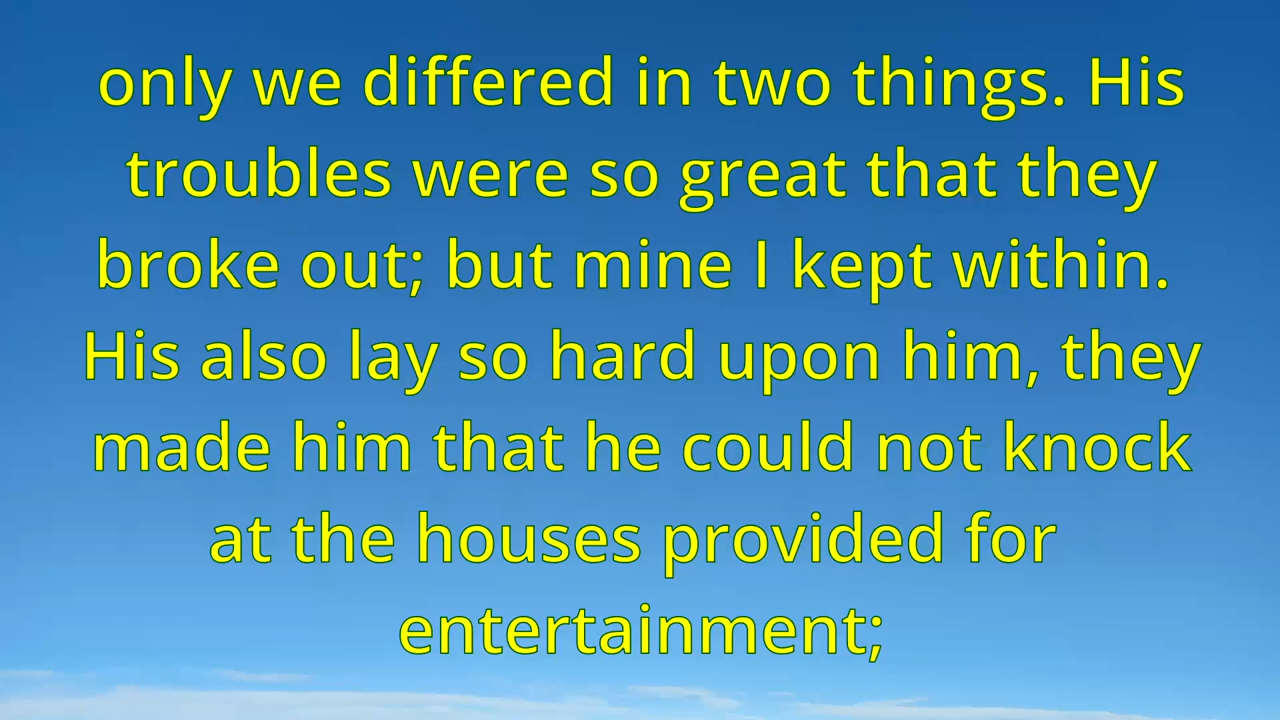 only we differed in two things. His
troubles were so great that they
broke out; but mine I kept within.
His also lay so hard upon him, they
made him that he could not knock
at the houses provided for
entertainment;